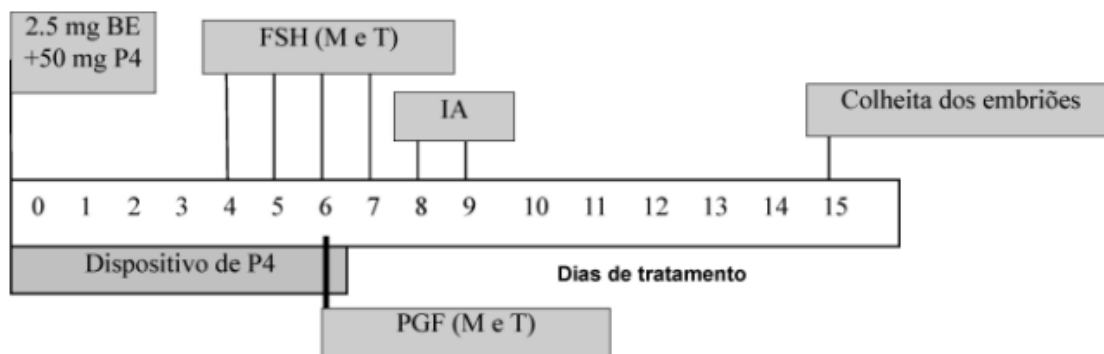 2.5 mg BE
+50 mg P4
FSH (M e T)
IA
Colheita dos embriões
0 1 2 3 4 5 6 7 8 9 10 11 12 13 14 15
Dispositivo de P4
Dias de tratamento
PGF (M e T)